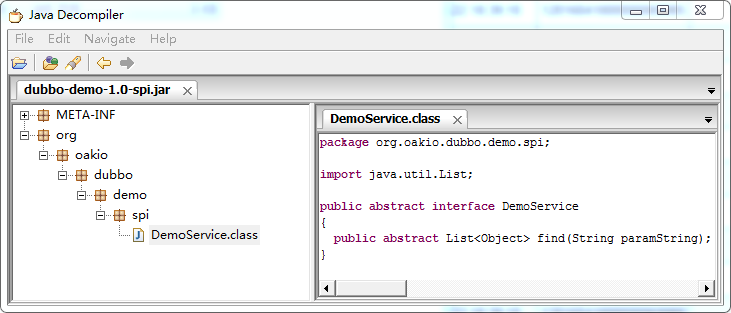 Java Decompiler
File Edit Navigate Help
dubbo-demo-1.0-spi.jar
META-INF
org
oakio
dubbo
demo
spi
DemoService.class
DemoService.class
package org.oakio.dubbo.demo.spi;
import java.util.List;
public abstract interface DemoService
{
public abstract List<Object> find(String paramString);
}